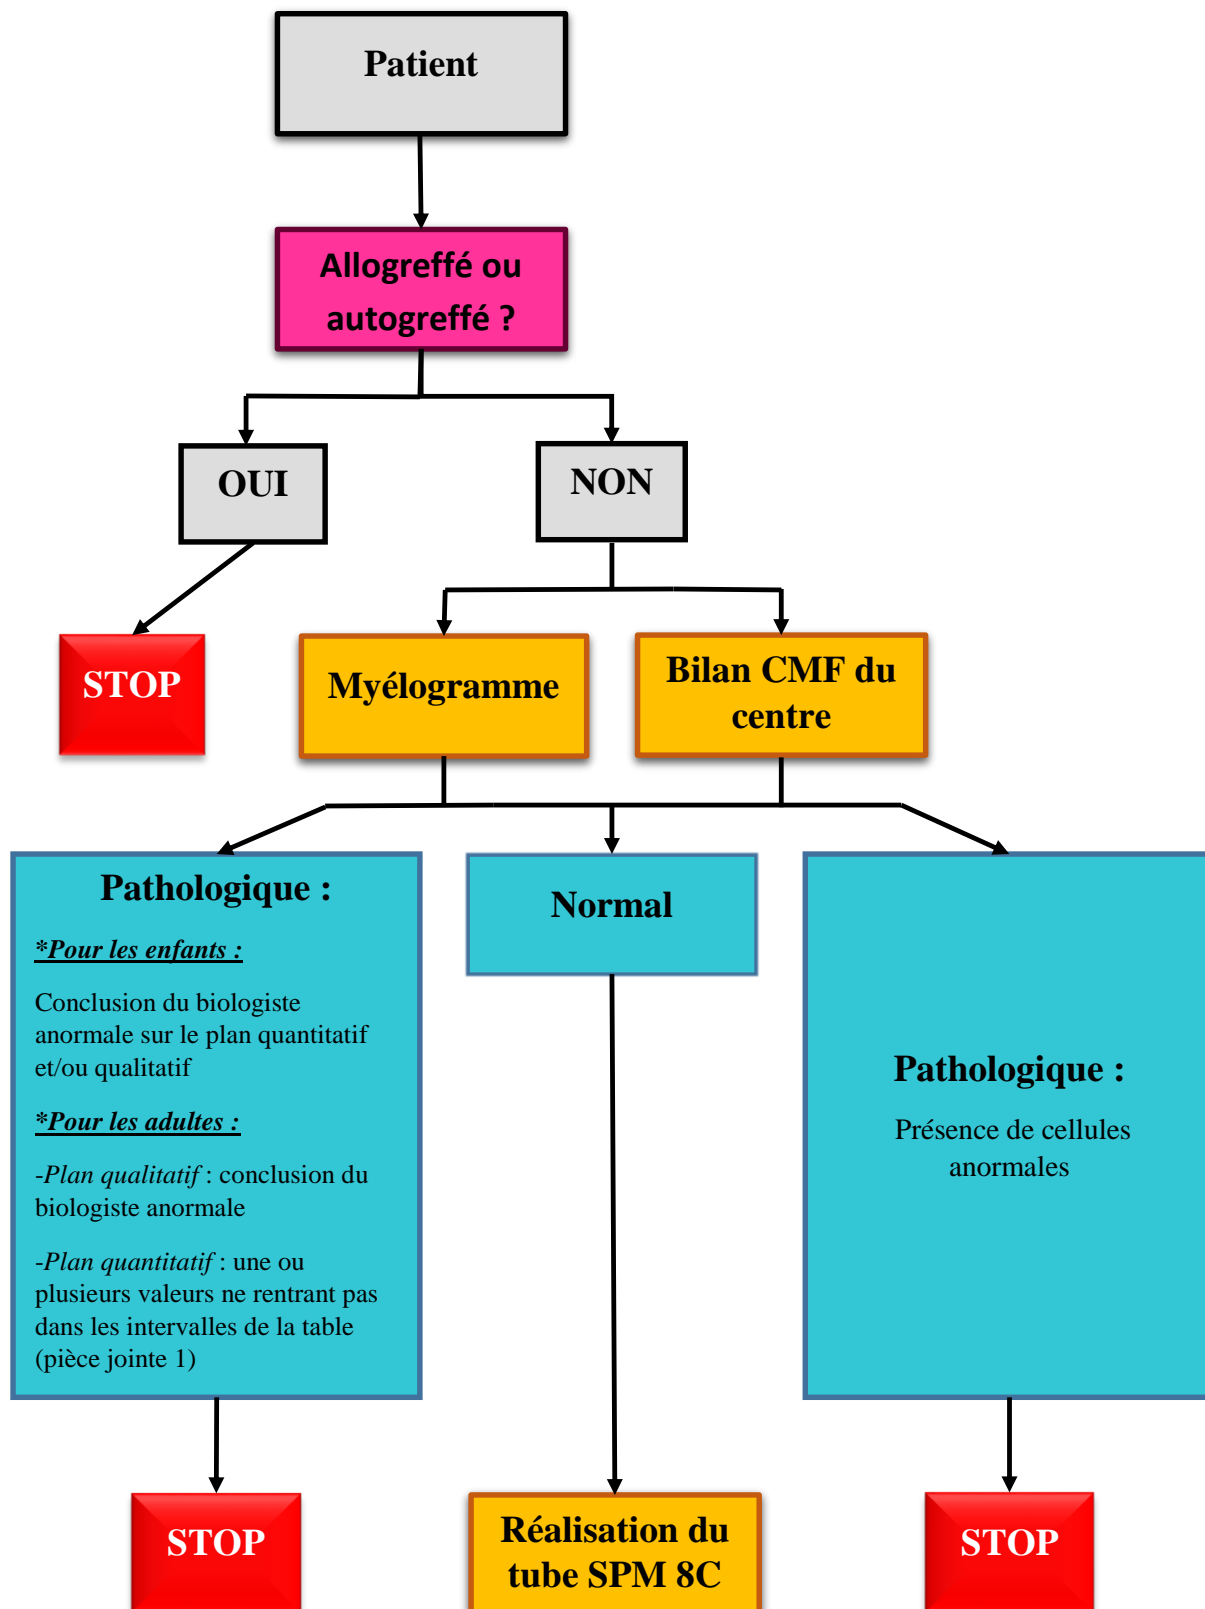 Patient
Allogreffé ou
autogreffé ?
OUI
NON
STOP
Myélogramme
Bilan CMF du
centre
Pathologique :
*Pour les enfants :
Conclusion du biologiste
anormale sur le plan quantitatif
et/ou qualitatif
*Pour les adultes :
-Plan qualitatif : conclusion du
biologiste anormale
-Plan quantitatif : une ou
plusieurs valeurs ne rentrant pas
dans les intervalles de la table
(pièce jointe 1)
Normal
Pathologique :
Présence de cellules
anormales
STOP
Réalisation du
tube SPM 8C
STOP